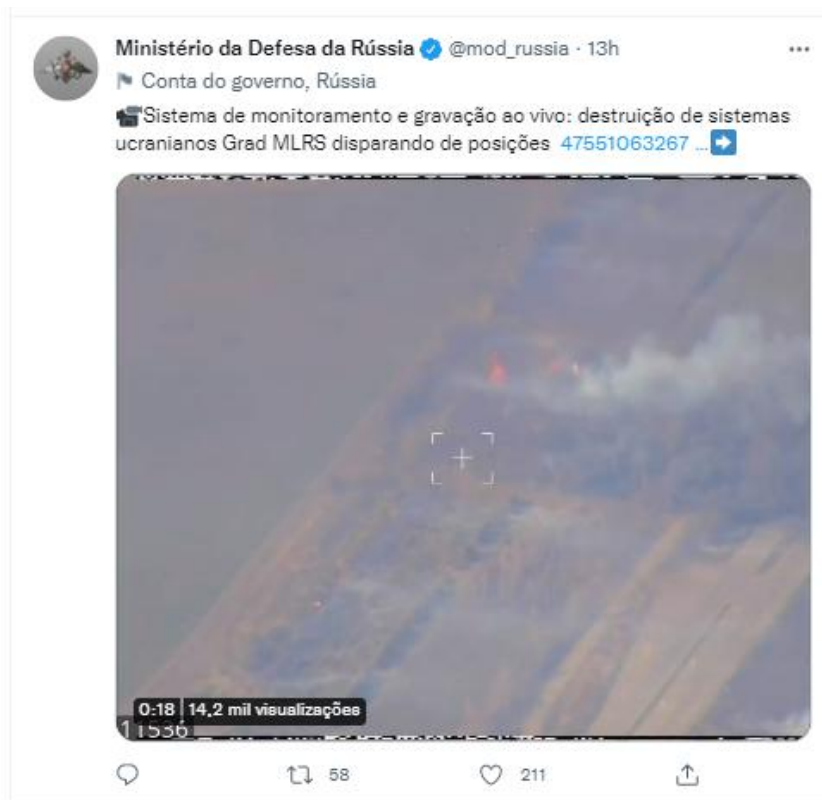 Ministério da Defesa da Rússia @mod_russia · 13h
Conta do governo, Rússia
Sistema de monitoramento e gravação ao vivo: destruição de sistemas
ucranianos Grad MLRS disparando de posições 47551063267 ...
0:18 14,2 mil visualizações
11536
58 211